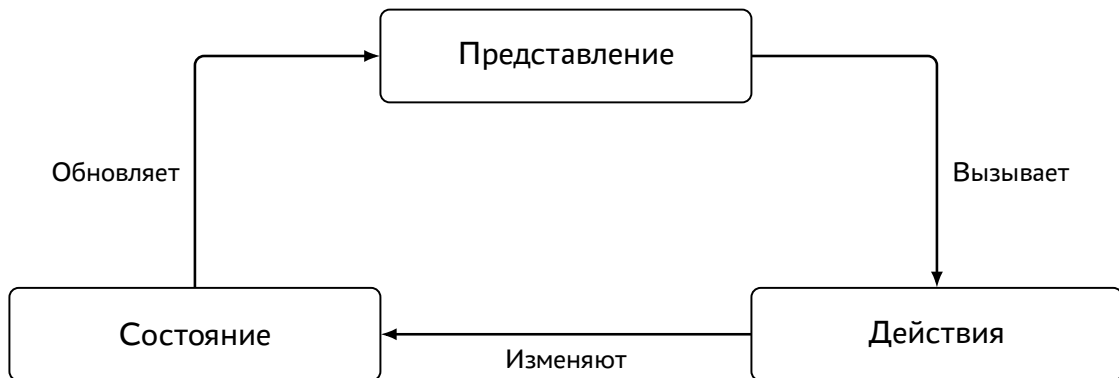 Представление
Обновляет
Вызывает
Состояние
Изменяют
Действия